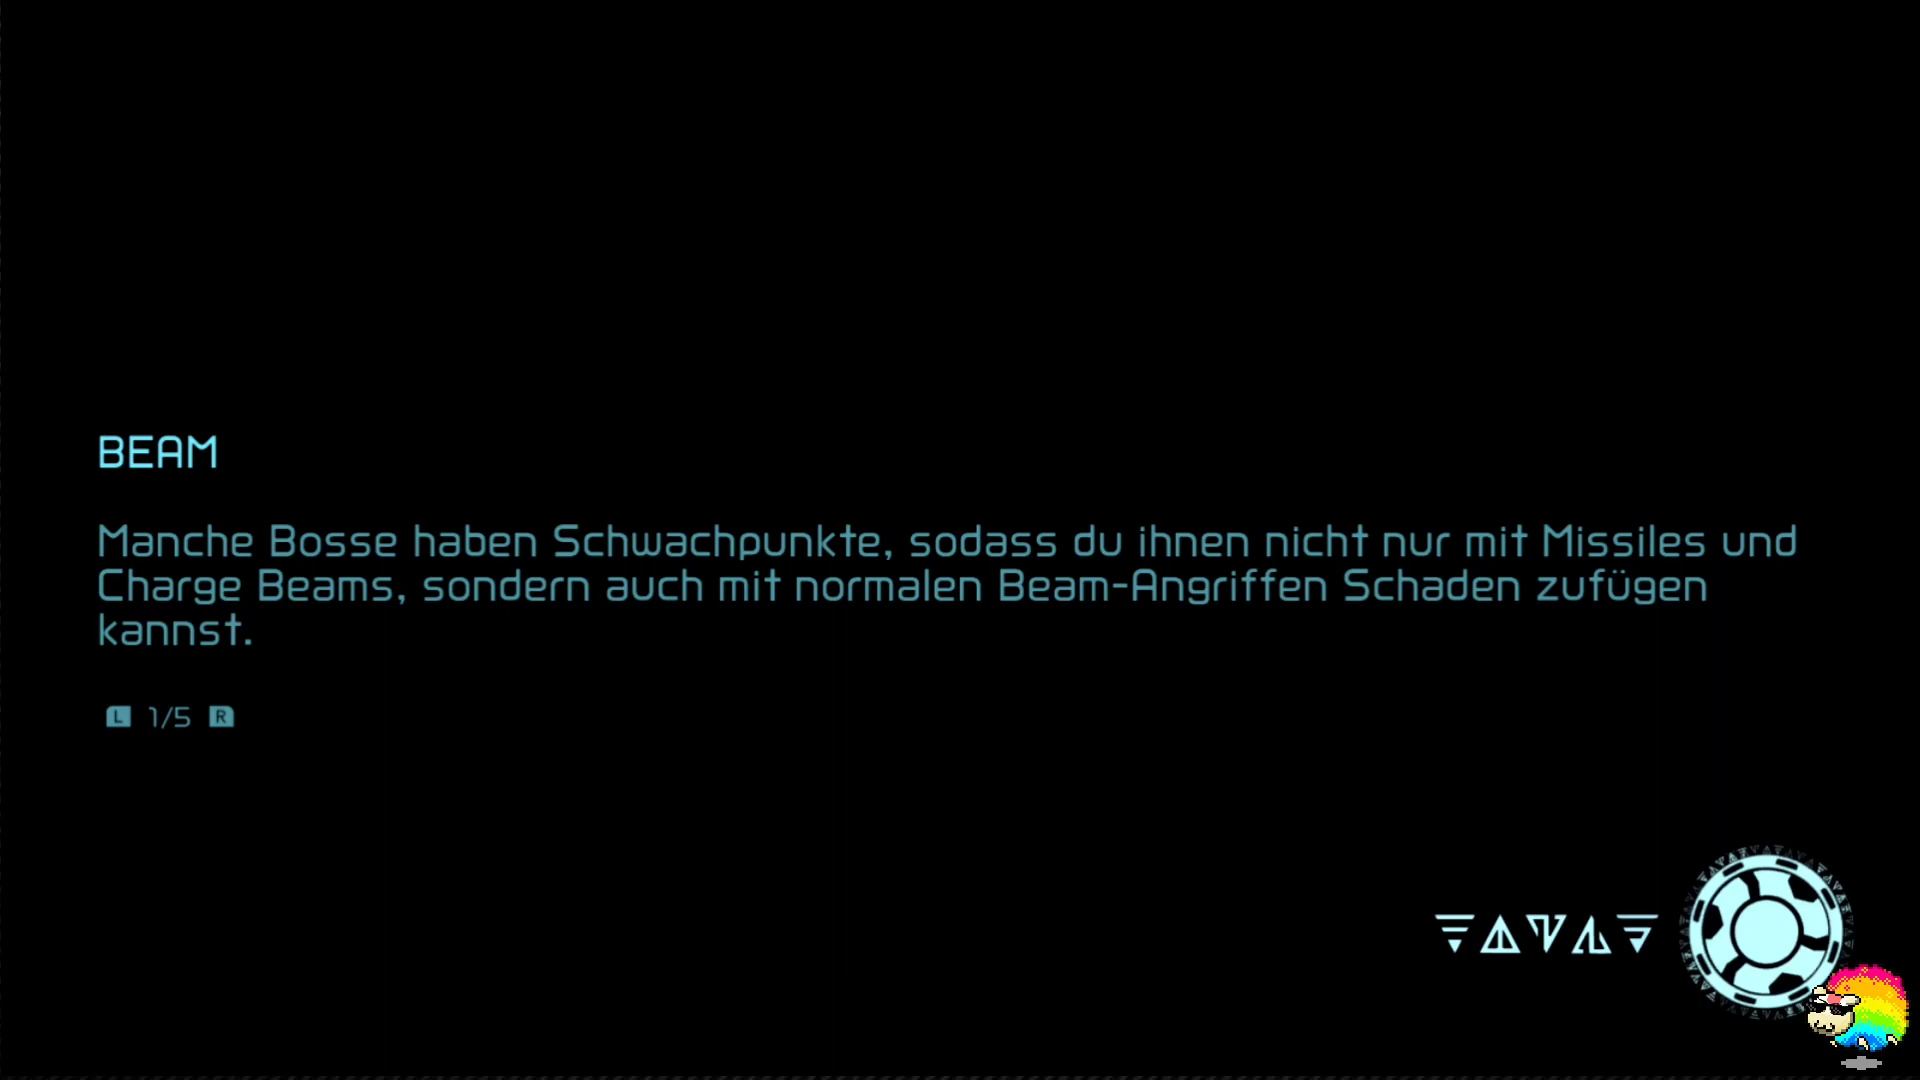 BEAM
Manche Bosse haben Schwachpunkte, sodass du ihnen nicht nur mit Missiles und
Charge Beams, sondern auch mit normalen Beam-Angriffen Schaden zufügen
kannst.
L 1/5 R